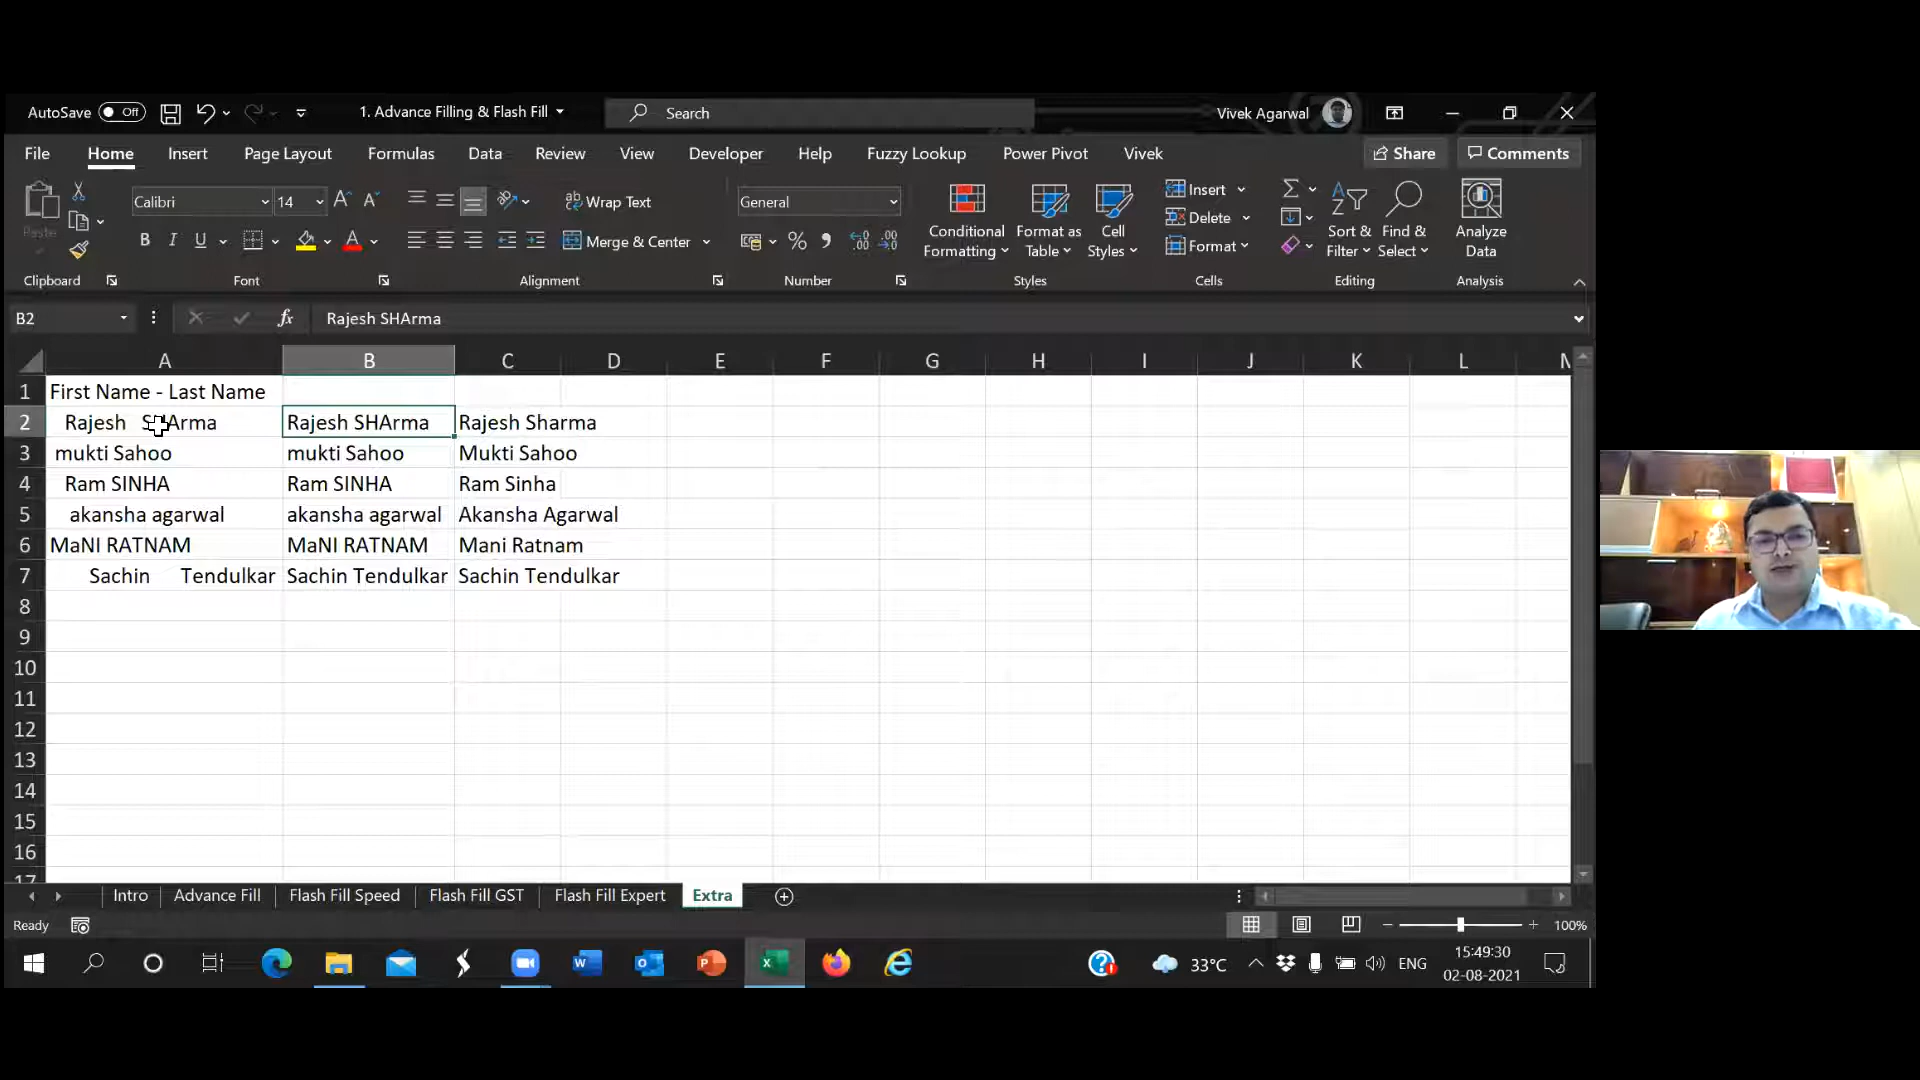 AutoSave Off 1. Advance Filling & Flash Fill Search Vivek Agarwal
File Home Insert Page Layout Formulas Data Review View Developer Help Fuzzy Lookup Power Pivot Vivek Share Comments
Paste
Calibri 14
B I U
Wrap Text
Merge & Center
General
Conditional Formatting
Format as Table
Cell Styles
Insert
Delete
Format
Sort & Filter
Find & Select
Analyze Data
Clipboard Font Alignment Number Styles Cells Editing Analysis
B2 fx Rajesh SHArma
A B C D E F G H I J K L M
1 First Name - Last Name
2 Rajesh SHArma Rajesh SHArma Rajesh Sharma
3 mukti Sahoo mukti Sahoo Mukti Sahoo
4 Ram SINHA Ram SINHA Ram Sinha
5 akansha agarwal akansha agarwal Akansha Agarwal
6 MaNI RATNAM MaNI RATNAM Mani Ratnam
7 Sachin Tendulkar Sachin Tendulkar Sachin Tendulkar
8
9
10
11
12
13
14
15
16
17
Intro Advance Fill Flash Fill Speed Flash Fill GST Flash Fill Expert Extra
Ready 100%
33°C ENG 15:49:30
02-08-2021